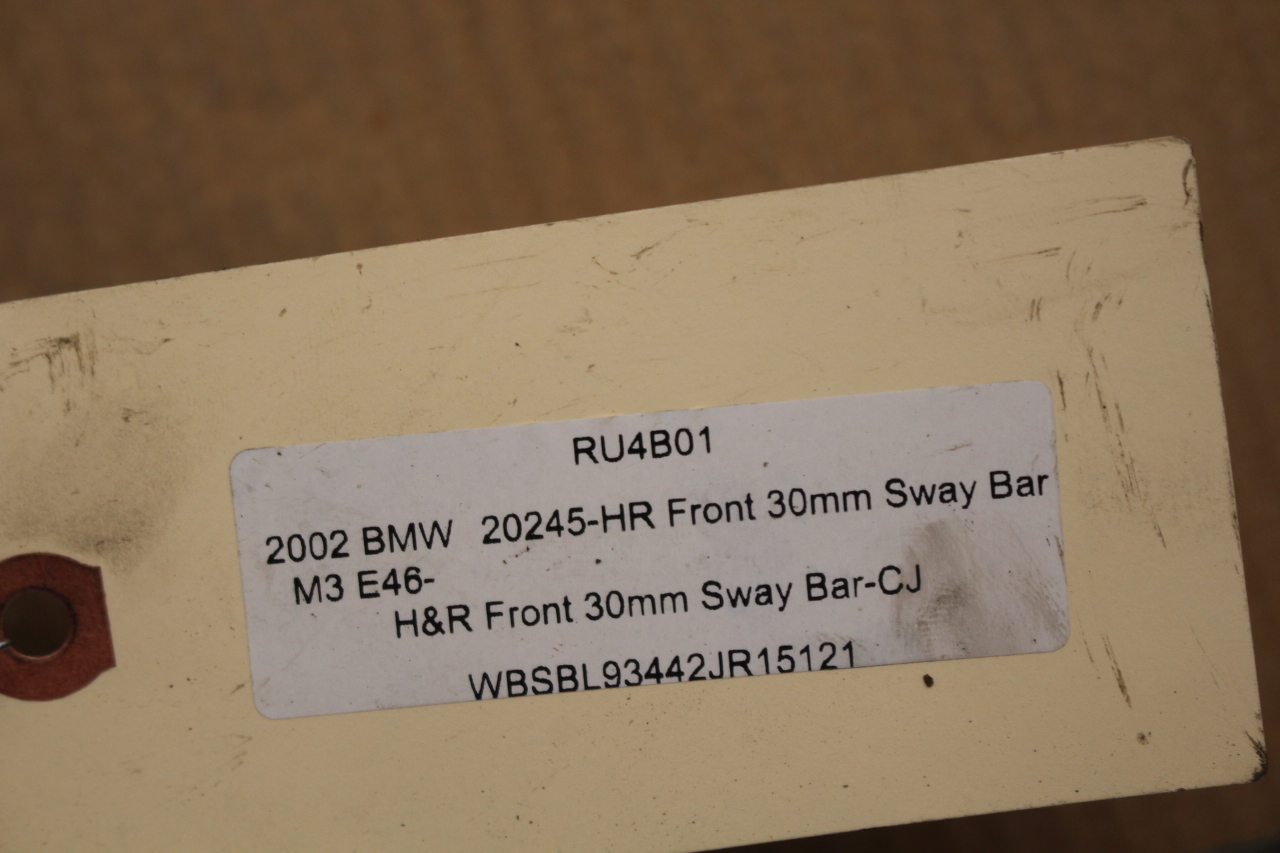 RU4B01
2002 BMW 20245-HR Front 30mm Sway Bar
M3 E46-
H&R Front 30mm Sway Bar-CJ
WBSBL93442JR15121